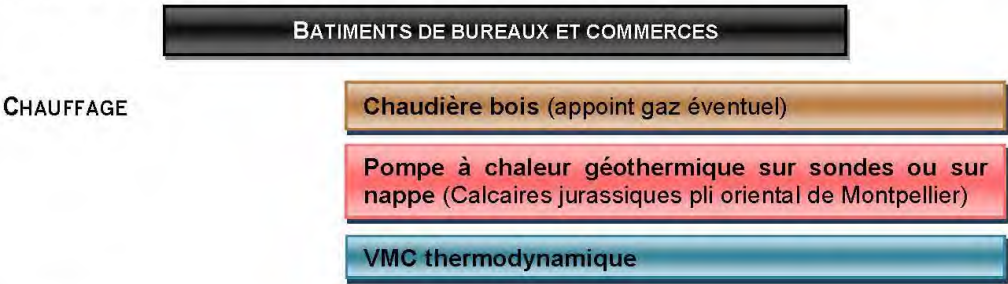 BATIMENTS DE BUREAUX ET COMMERCES
CHAUFFAGE
Chaudière bois (appoint gaz éventuel)
Pompe à chaleur géothermique sur sondes ou sur
nappe (Calcaires jurassiques pli oriental de Montpellier)
VMC thermodynamique